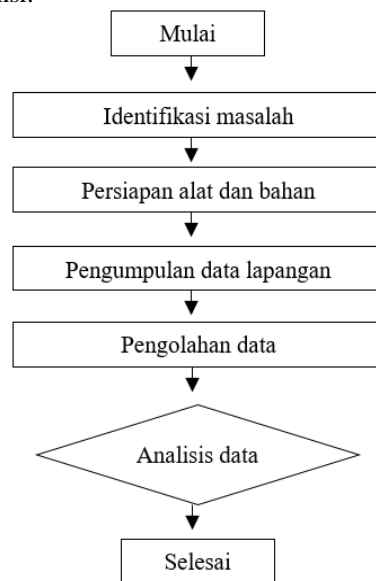 Mulai
Identifikasi masalah
Persiapan alat dan bahan
Pengumpulan data lapangan
Pengolahan data
Analisis data
Selesai